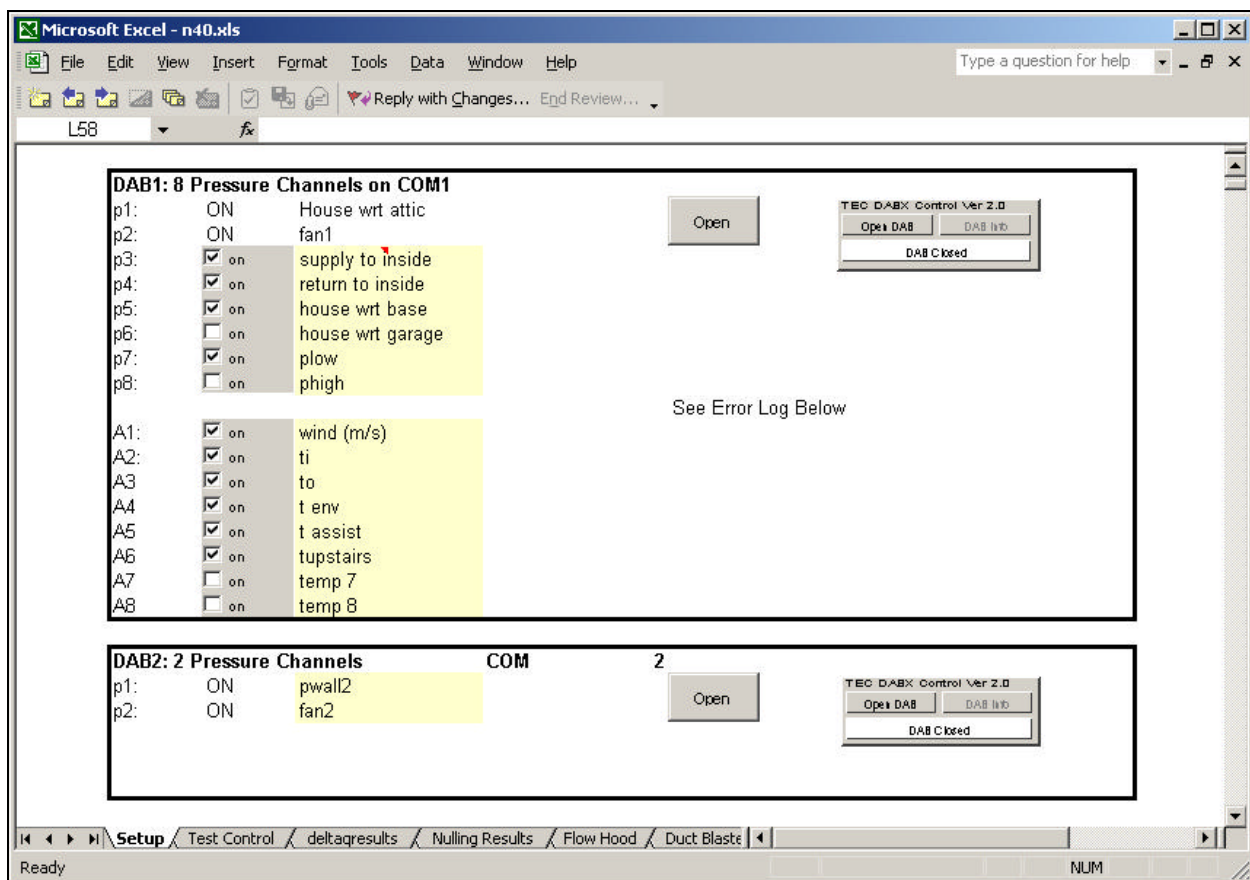 Microsoft Excel - n40.xls
File Edit View Insert Format Tools Data Window Help Type a question for help
Reply with Changes... End Review...
L58 fx
DAB1: 8 Pressure Channels on COM1
p1: ON House wrt attic
p2: ON fan1
p3: on supply to inside
p4: on return to inside
p5: on house wrt base
p6: on house wrt garage
p7: on plow
p8: on phigh
Open
TEC DABX Control Ver 2.0
Open DAB DAB Info
DAB Closed
See Error Log Below
A1: on wind (m/s)
A2: on ti
A3 on to
A4 on t env
A5 on t assist
A6 on tupstairs
A7 on temp 7
A8 on temp 8
DAB2: 2 Pressure Channels COM 2
p1: ON pwall2
p2: ON fan2
Open
TEC DABX Control Ver 2.0
Open DAB DAB Info
DAB Closed
Setup Test Control deltaqresults Nulling Results Flow Hood Duct Blaste
Ready NUM